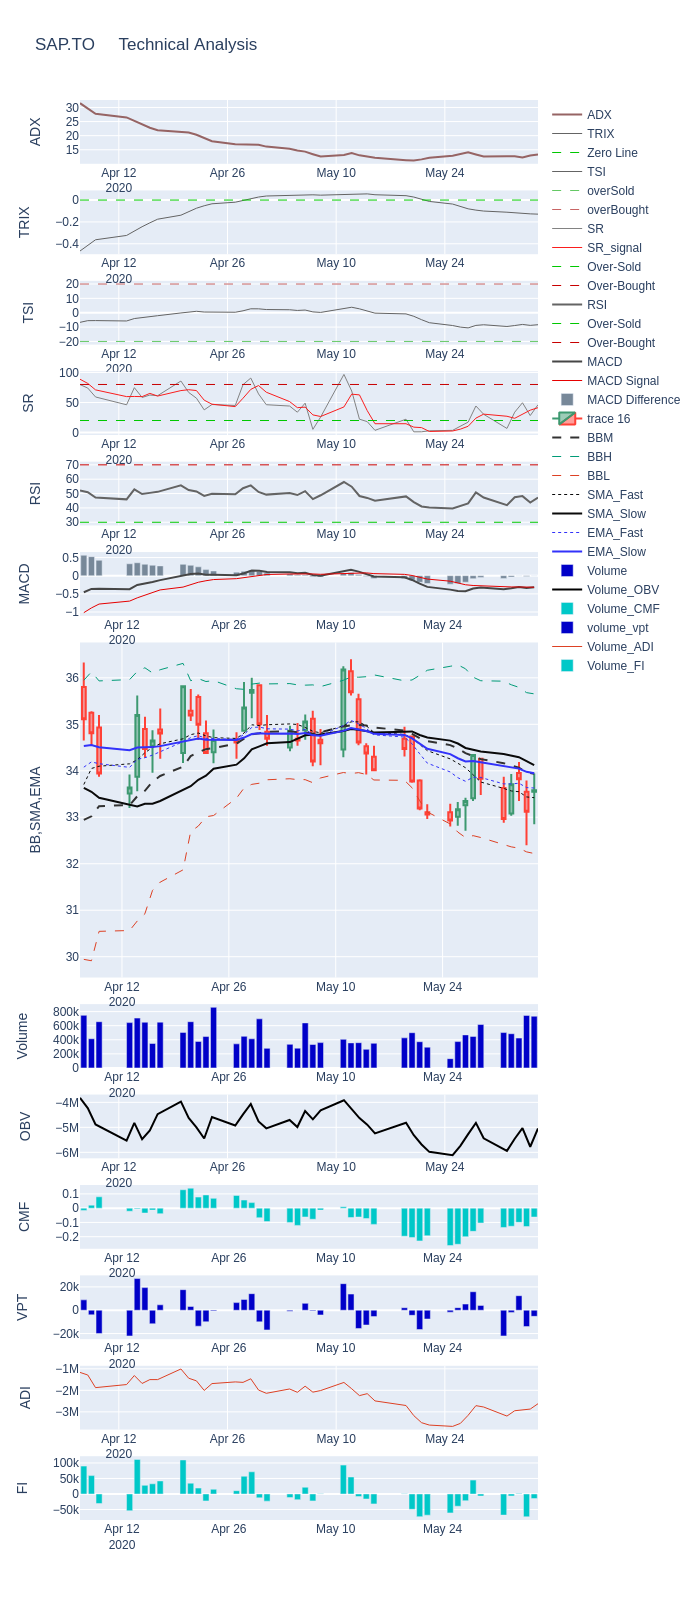 SAP.TO Technical Analysis
ADX
30
25
20
15
Apr 12
2020
Apr 26
May 10
May 24
TRIX
0
−0.2
−0.4
Apr 12
2020
Apr 26
May 10
May 24
TSI
20
10
0
−10
−20
Apr 12
2020
Apr 26
May 10
May 24
SR
100
50
0
Apr 12
2020
Apr 26
May 10
May 24
RSI
70
60
50
40
30
Apr 12
2020
Apr 26
May 10
May 24
MACD
0.5
0
−0.5
−1
Apr 12
2020
Apr 26
May 10
May 24
BB,SMA,EMA
36
35
34
33
32
31
30
Apr 12
2020
Apr 26
May 10
May 24
Volume
800k
600k
400k
200k
0
Apr 12
2020
Apr 26
May 10
May 24
OBV
−4M
−5M
−6M
Apr 12
2020
Apr 26
May 10
May 24
CMF
0.1
0
−0.1
−0.2
Apr 12
2020
Apr 26
May 10
May 24
VPT
20k
0
−20k
Apr 12
2020
Apr 26
May 10
May 24
ADI
−1M
−2M
−3M
Apr 12
2020
Apr 26
May 10
May 24
FI
100k
50k
0
−50k
Apr 12
2020
Apr 26
May 10
May 24
ADX
TRIX
Zero Line
TSI
overSold
overBought
SR
SR_signal
Over-Sold
Over-Bought
RSI
Over-Sold
Over-Bought
MACD
MACD Signal
MACD Difference
trace 16
BBM
BBH
BBL
SMA_Fast
SMA_Slow
EMA_Fast
EMA_Slow
Volume
Volume_OBV
Volume_CMF
volume_vpt
Volume_ADI
Volume_FI